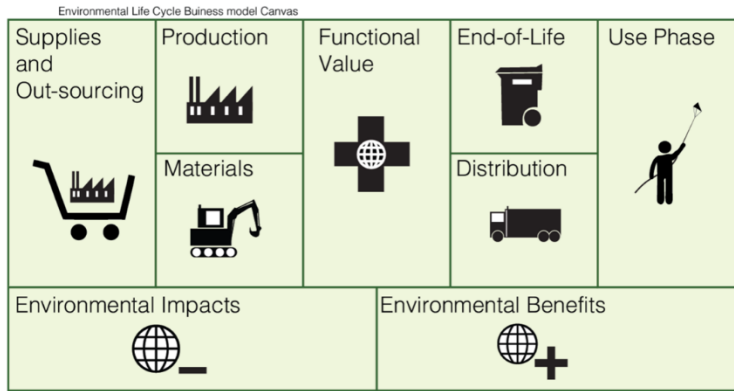 Environmental Life Cycle Buiness model Canvas
Supplies
and
Out-sourcing
Production
Materials
Functional
Value
End-of-Life
Distribution
Use Phase
Environmental Impacts
Environmental Benefits